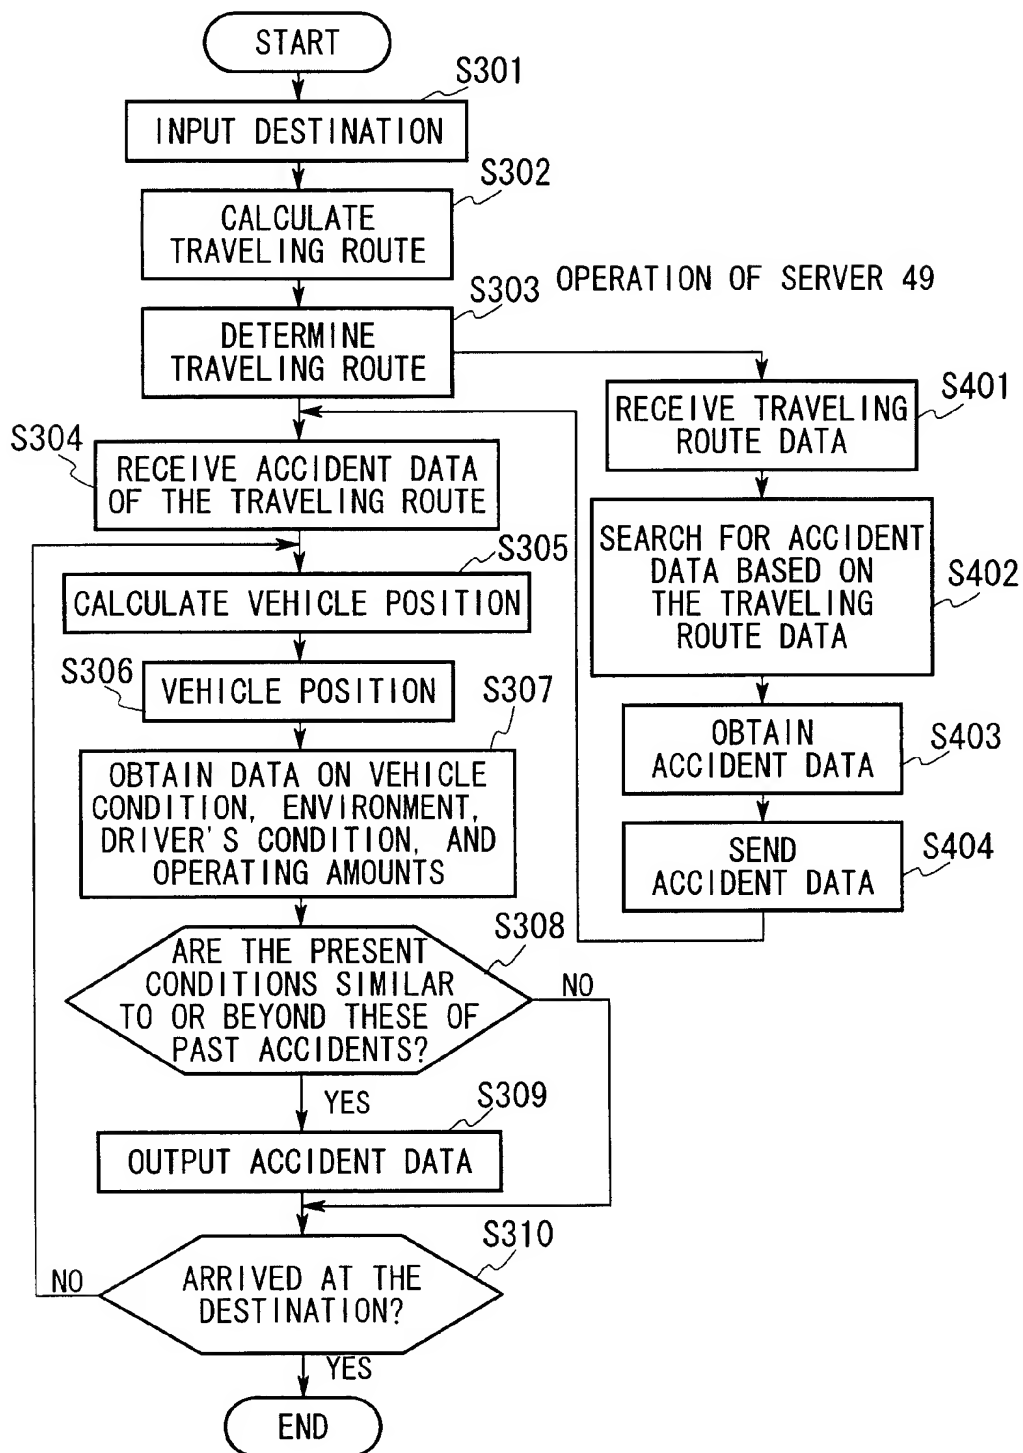 START
S301
INPUT DESTINATION
S302
CALCULATE
TRAVELING ROUTE
S303
OPERATION OF SERVER 49
DETERMINE
TRAVELING ROUTE
S401
RECEIVE TRAVELING
ROUTE DATA
S304
RECEIVE ACCIDENT DATA
OF THE TRAVELING ROUTE
S402
SEARCH FOR ACCIDENT
DATA BASED ON
THE TRAVELING
ROUTE DATA
S305
CALCULATE VEHICLE POSITION
S306
VEHICLE POSITION
S307
OBTAIN DATA ON VEHICLE
CONDITION, ENVIRONMENT,
DRIVER'S CONDITION, AND
OPERATING AMOUNTS
S403
OBTAIN
ACCIDENT DATA
S404
SEND
ACCIDENT DATA
S308
ARE THE PRESENT
CONDITIONS SIMILAR
TO OR BEYOND THESE OF
PAST ACCIDENTS?
NO
YES
S309
OUTPUT ACCIDENT DATA
S310
ARRIVED AT THE
DESTINATION?
NO
YES
END